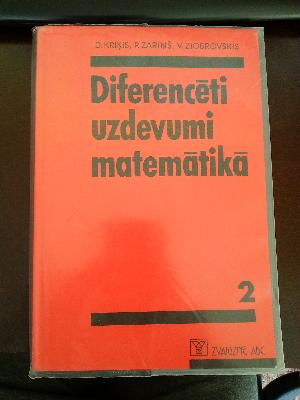 D. KRIĶIS, P. ZARIŅŠ, V. ZIOBROVSKIS
Diferencēti
uzdevumi
matemātikā
2
ZVAIGZNE ABC